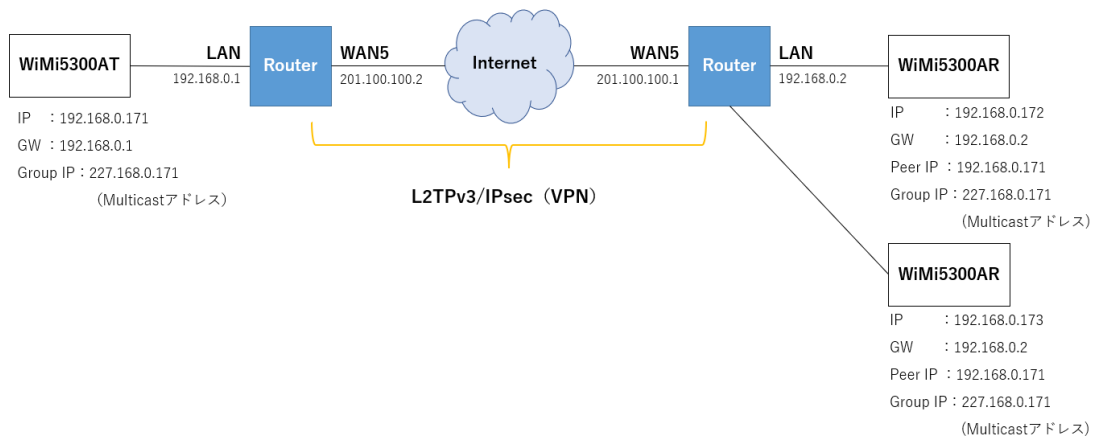 WiMi5300AT
LAN
192.168.0.1
Router
WAN5
201.100.100.2
Internet
WAN5
201.100.100.1
Router
LAN
192.168.0.2
WiMi5300AR
IP :192.168.0.171
GW :192.168.0.1
Group IP:227.168.0.171
(Multicastアドレス)
L2TPv3/IPsec(VPN)
IP :192.168.0.172
GW :192.168.0.2
Peer IP :192.168.0.171
Group IP:227.168.0.171
(Multicastアドレス)
WiMi5300AR
IP :192.168.0.173
GW :192.168.0.2
Peer IP :192.168.0.171
Group IP:227.168.0.171
(Multicastアドレス)